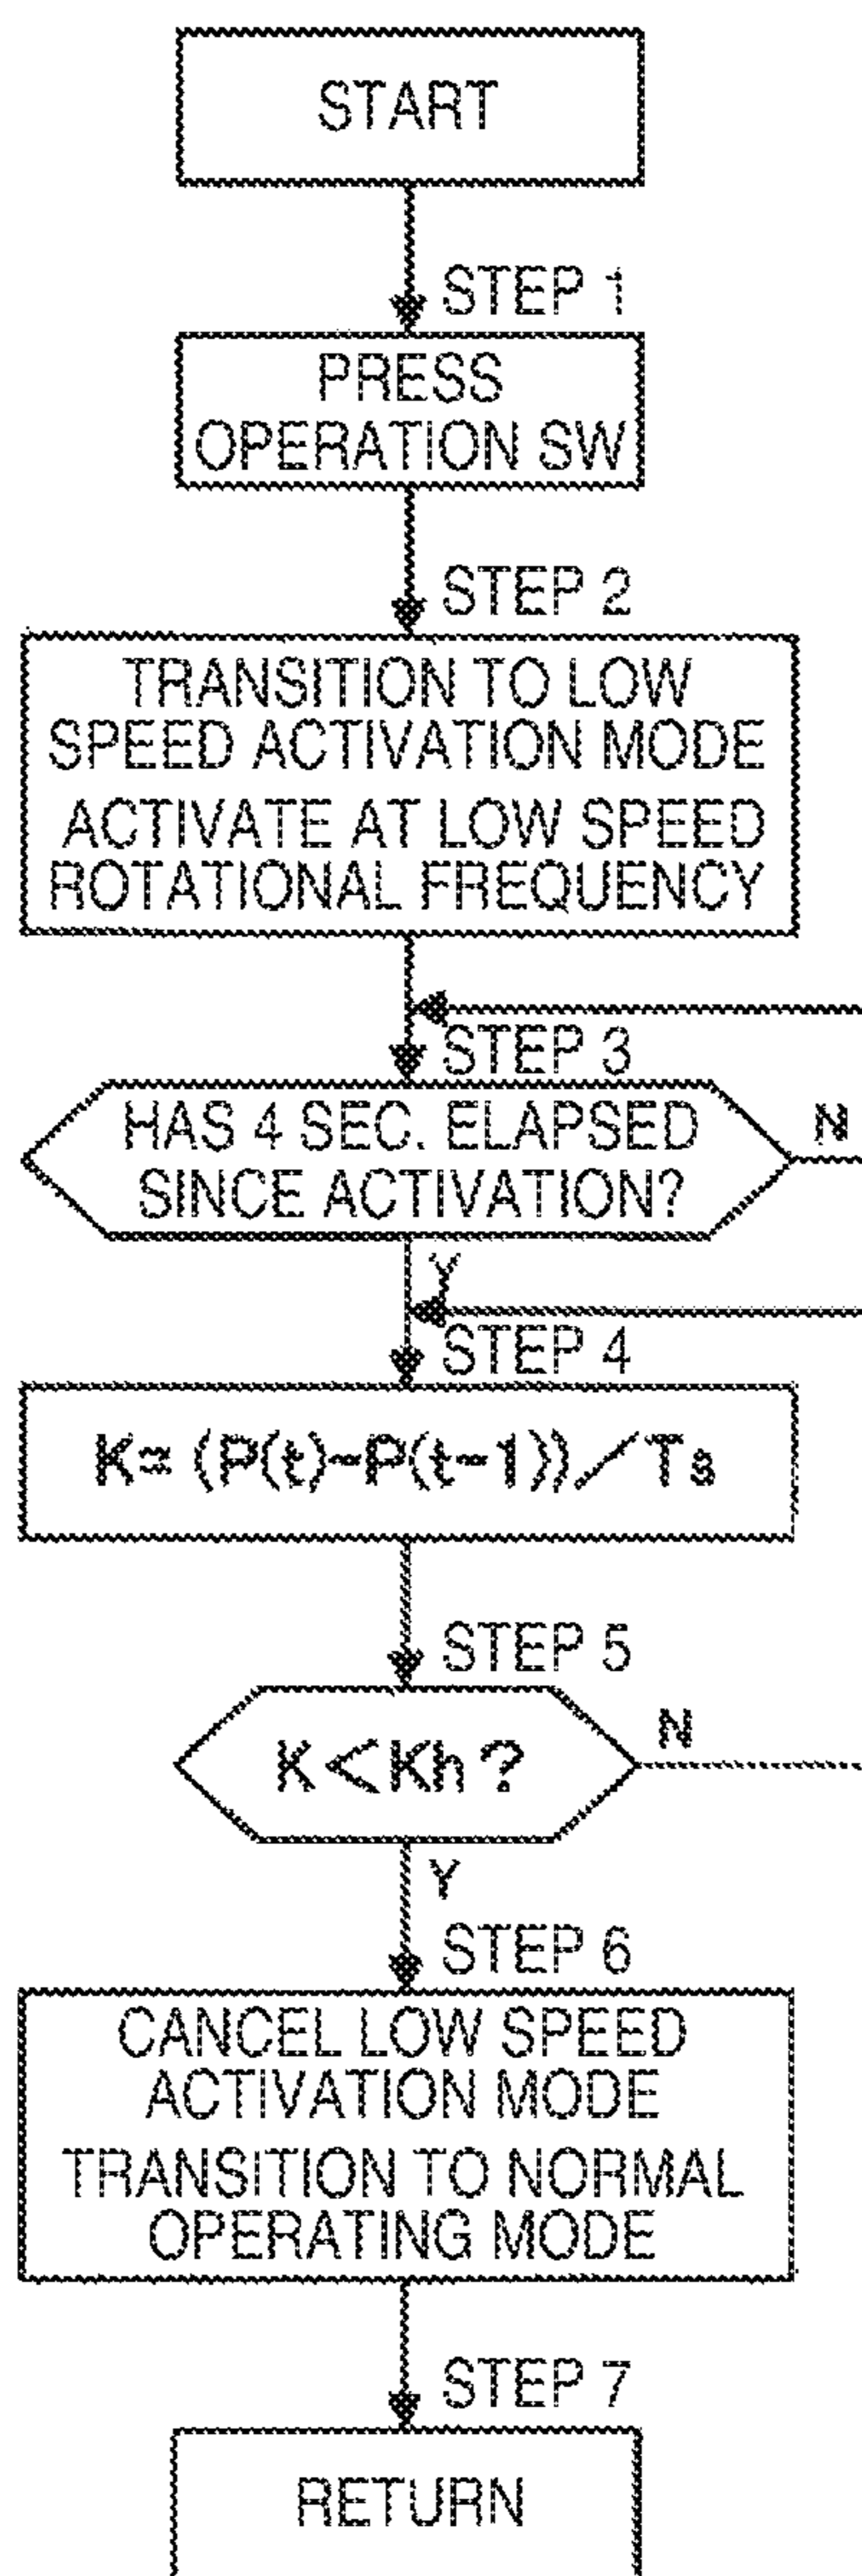 START
STEP 1
PRESS
OPERATION SW
STEP 2
TRANSITION TO LOW
SPEED ACTIVATION MODE
ACTIVATE AT LOW SPEED
ROTATIONAL FREQUENCY
STEP 3
HAS 4 SEC. ELAPSED
SINCE ACTIVATION?
N
Y
STEP 4
K=(P(t)-P(t-1))/Ts
STEP 5
K<Kh?
N
Y
STEP 6
CANCEL LOW SPEED
ACTIVATION MODE
TRANSITION TO NORMAL
OPERATING MODE
STEP 7
RETURN